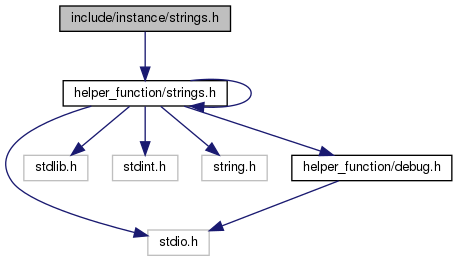 include/instance/strings.h
helper_function/strings.h
stdlib.h
stdint.h
string.h
helper_function/debug.h
stdio.h